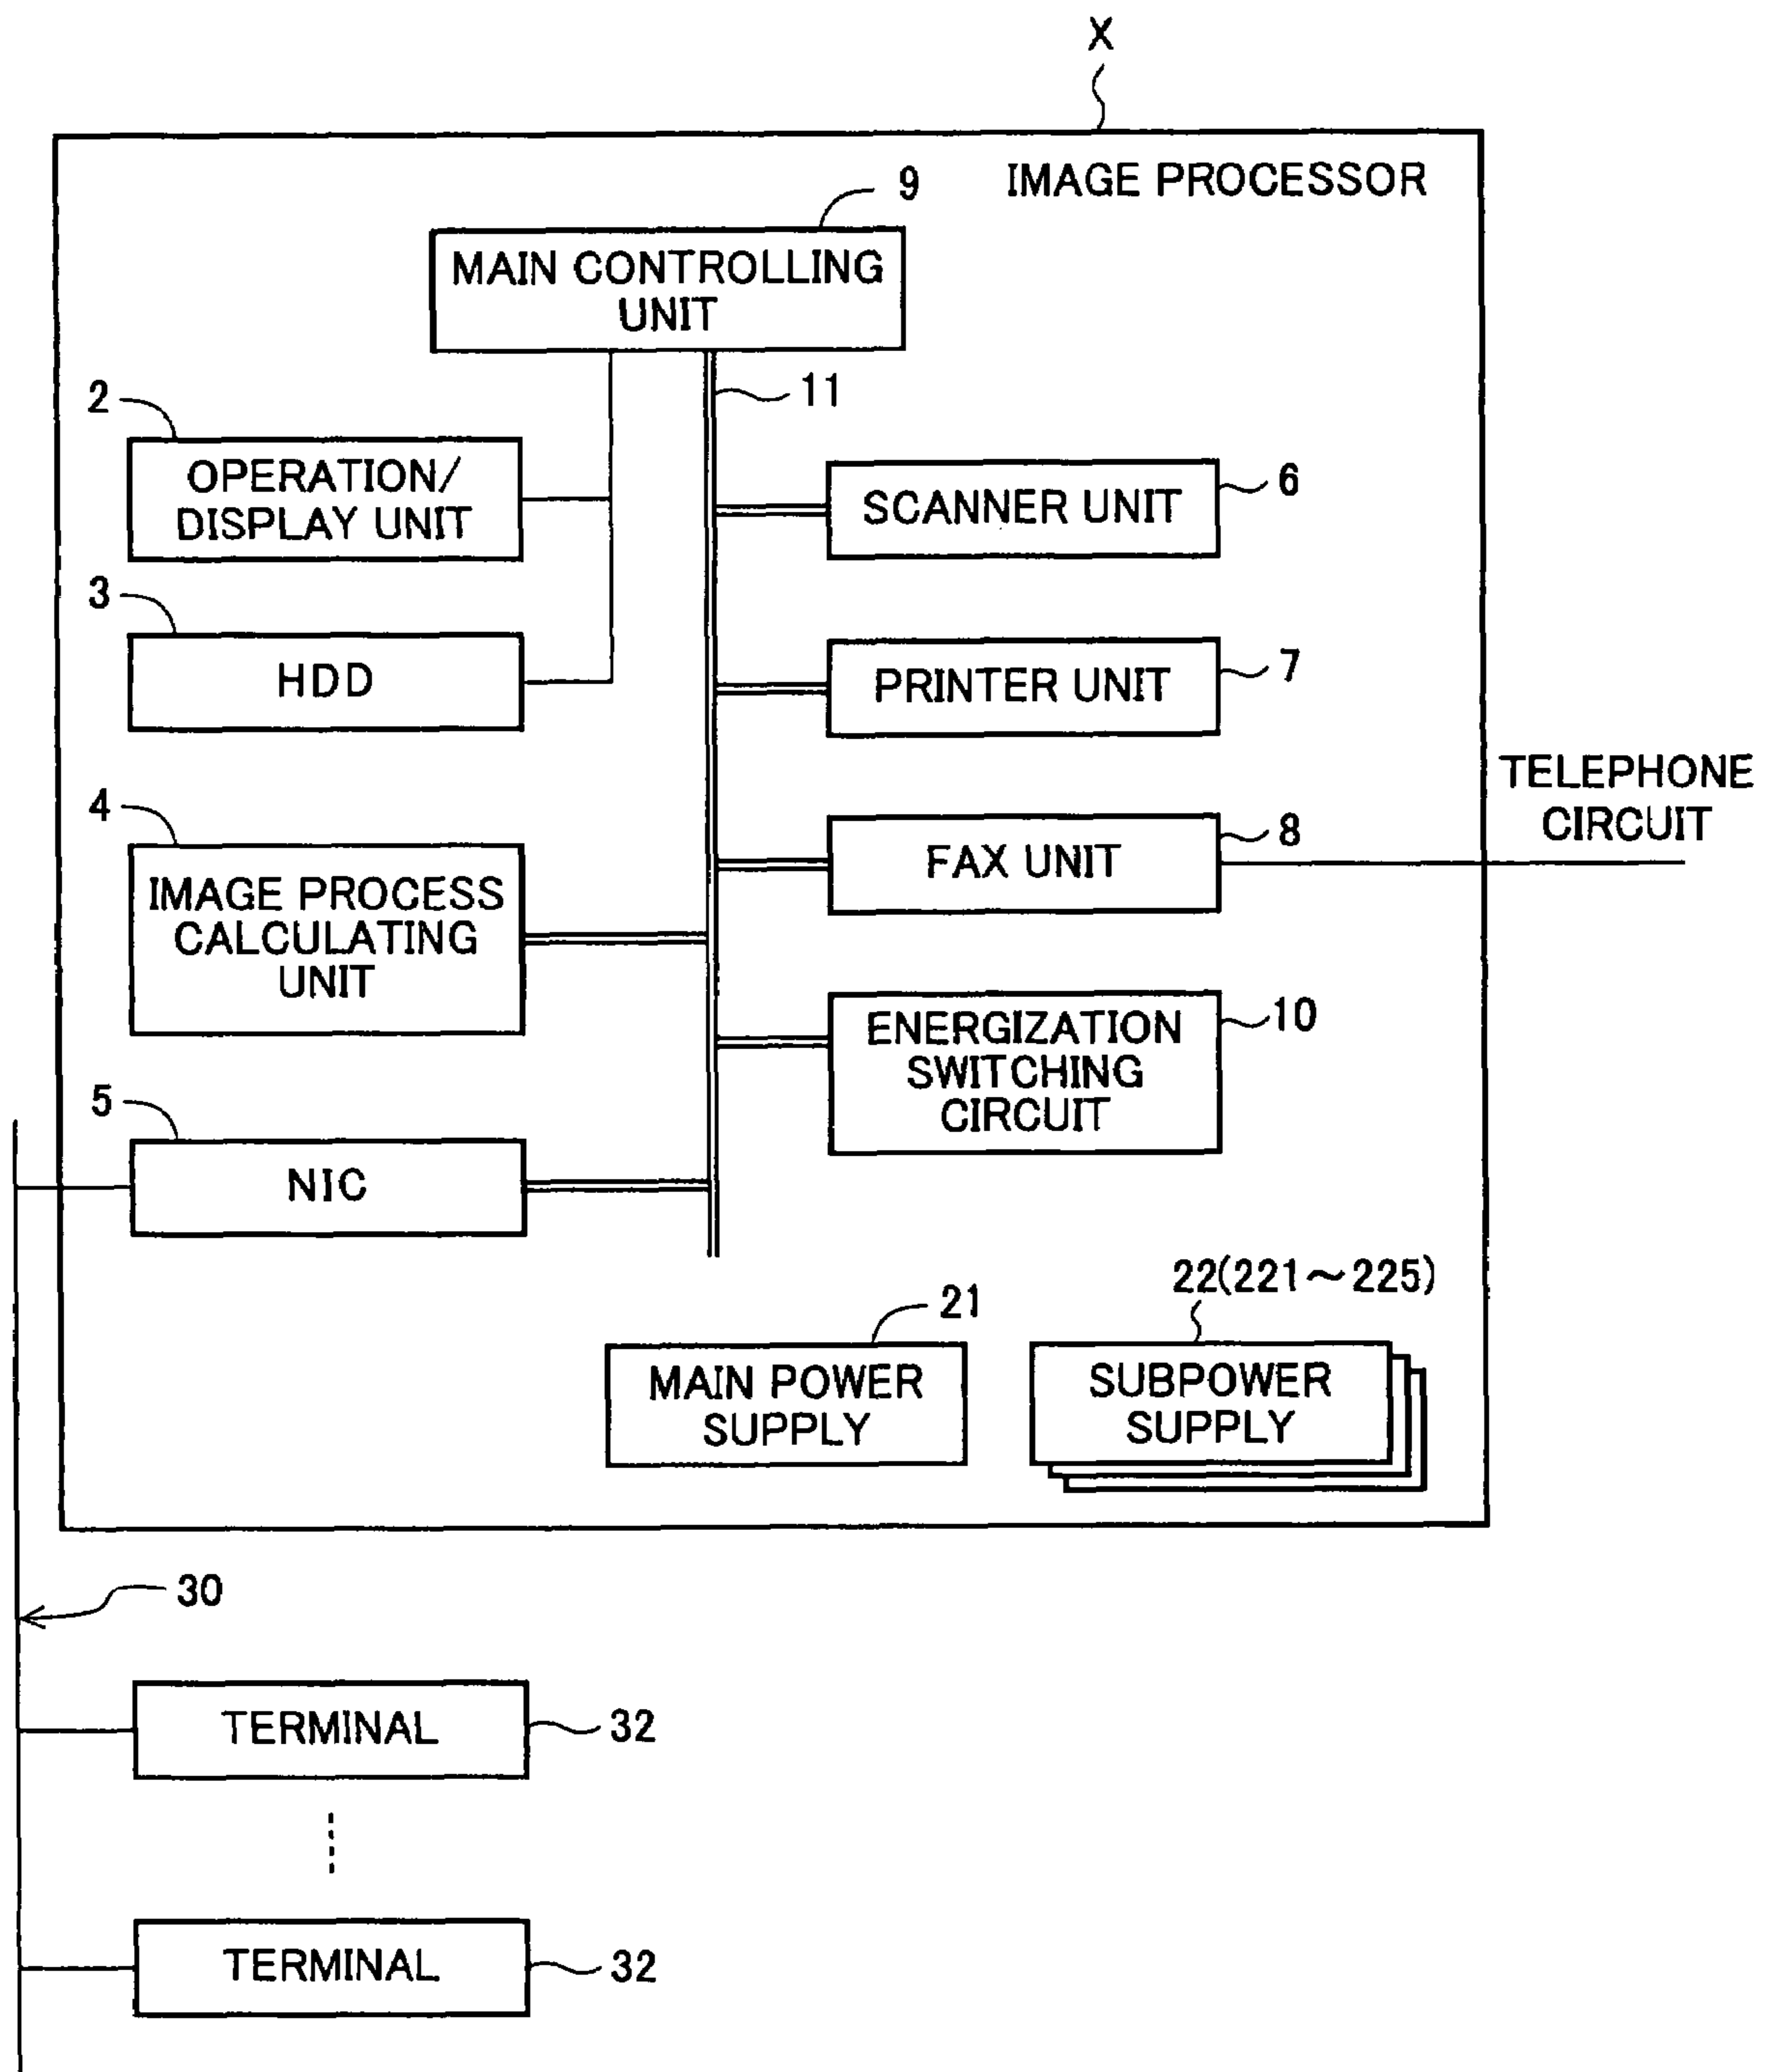 X
IMAGE PROCESSOR
9
MAIN CONTROLLING
UNIT
11
2
OPERATION/
DISPLAY UNIT
6
SCANNER UNIT
3
HDD
7
PRINTER UNIT
TELEPHONE
CIRCUIT
4
IMAGE PROCESS
CALCULATING
UNIT
8
FAX UNIT
10
ENERGIZATION
SWITCHING
CIRCUIT
5
NIC
21
MAIN POWER
SUPPLY
22(221～225)
SUBPOWER
SUPPLY
30
TERMINAL
32
TERMINAL
32